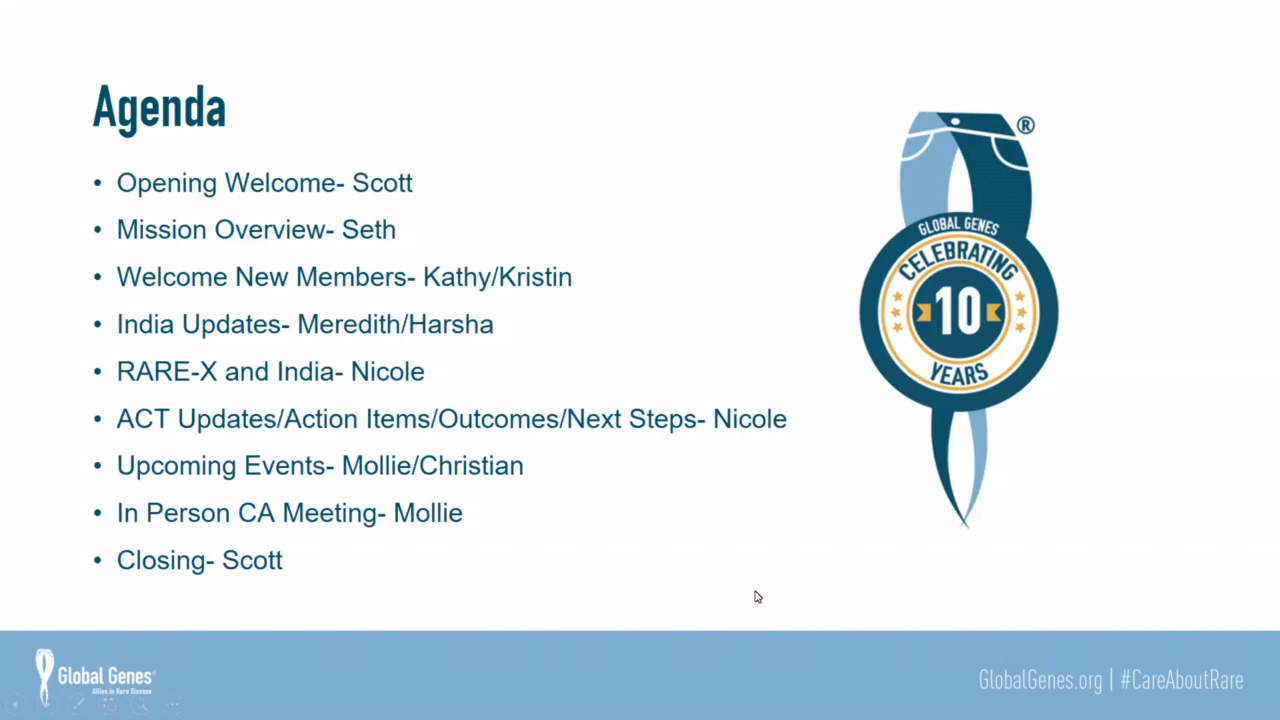 Agenda
• Opening Welcome- Scott
• Mission Overview- Seth
• Welcome New Members- Kathy/Kristin
• India Updates- Meredith/Harsha
• RARE-X and India- Nicole
• ACT Updates/Action Items/Outcomes/Next Steps- Nicole
• Upcoming Events- Mollie/Christian
• In Person CA Meeting- Mollie
• Closing- Scott
®
GLOBAL GENES
CELEBRATING
10
YEARS
Global Genes®
Allies in Rare Disease
GlobalGenes.org | #CareAboutRare